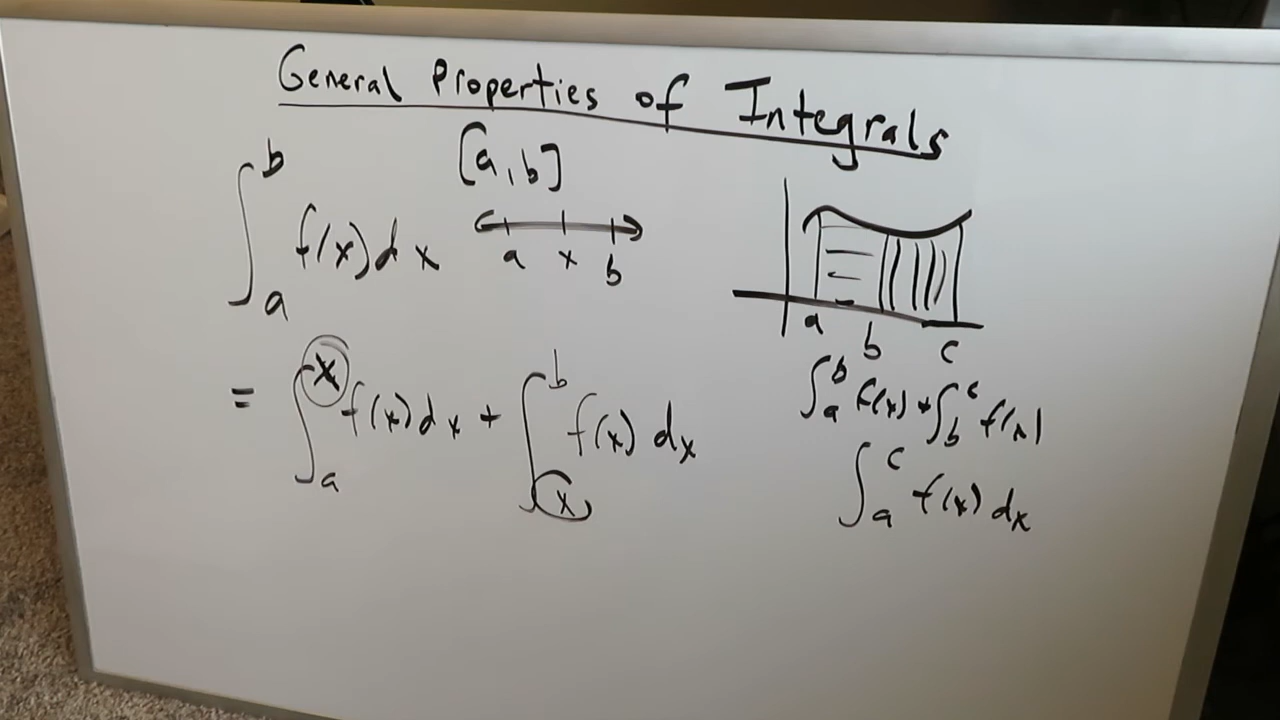 General Properties of Integrals
[a,b]
∫_a^b f(x)dx
a x b
= ∫_a^x f(x)dx + ∫_x^b f(x)dx
a b c
∫_a^b f(x) + ∫_b^c f(x)
∫_a^c f(x)dx